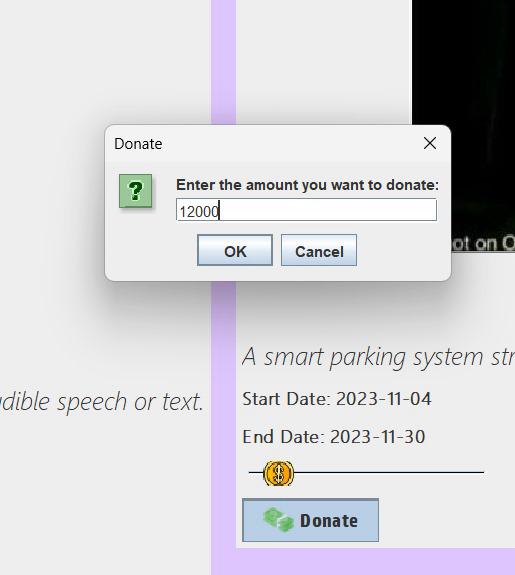 Donate
Enter the amount you want to donate:
12000
OK Cancel
ot on O
A smart parking system str
dible speech or text.
Start Date: 2023-11-04
End Date: 2023-11-30
Donate